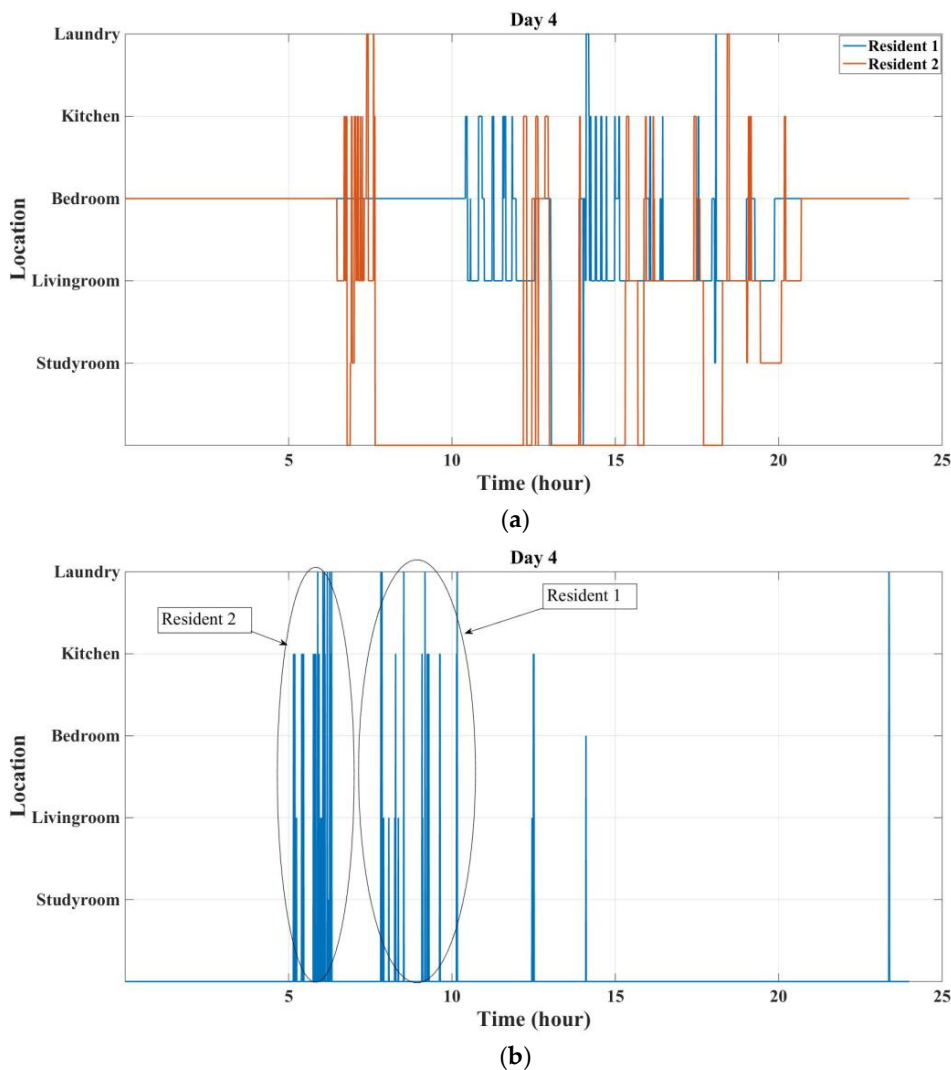 Day 4
Laundry
Kitchen
Bedroom
Livingroom
Studyroom
Location
Resident 1
Resident 2
5 10 15 20 25
Time (hour)
(a)
Day 4
Laundry
Kitchen
Bedroom
Livingroom
Studyroom
Location
Resident 2
Resident 1
5 10 15 20 25
Time (hour)
(b)